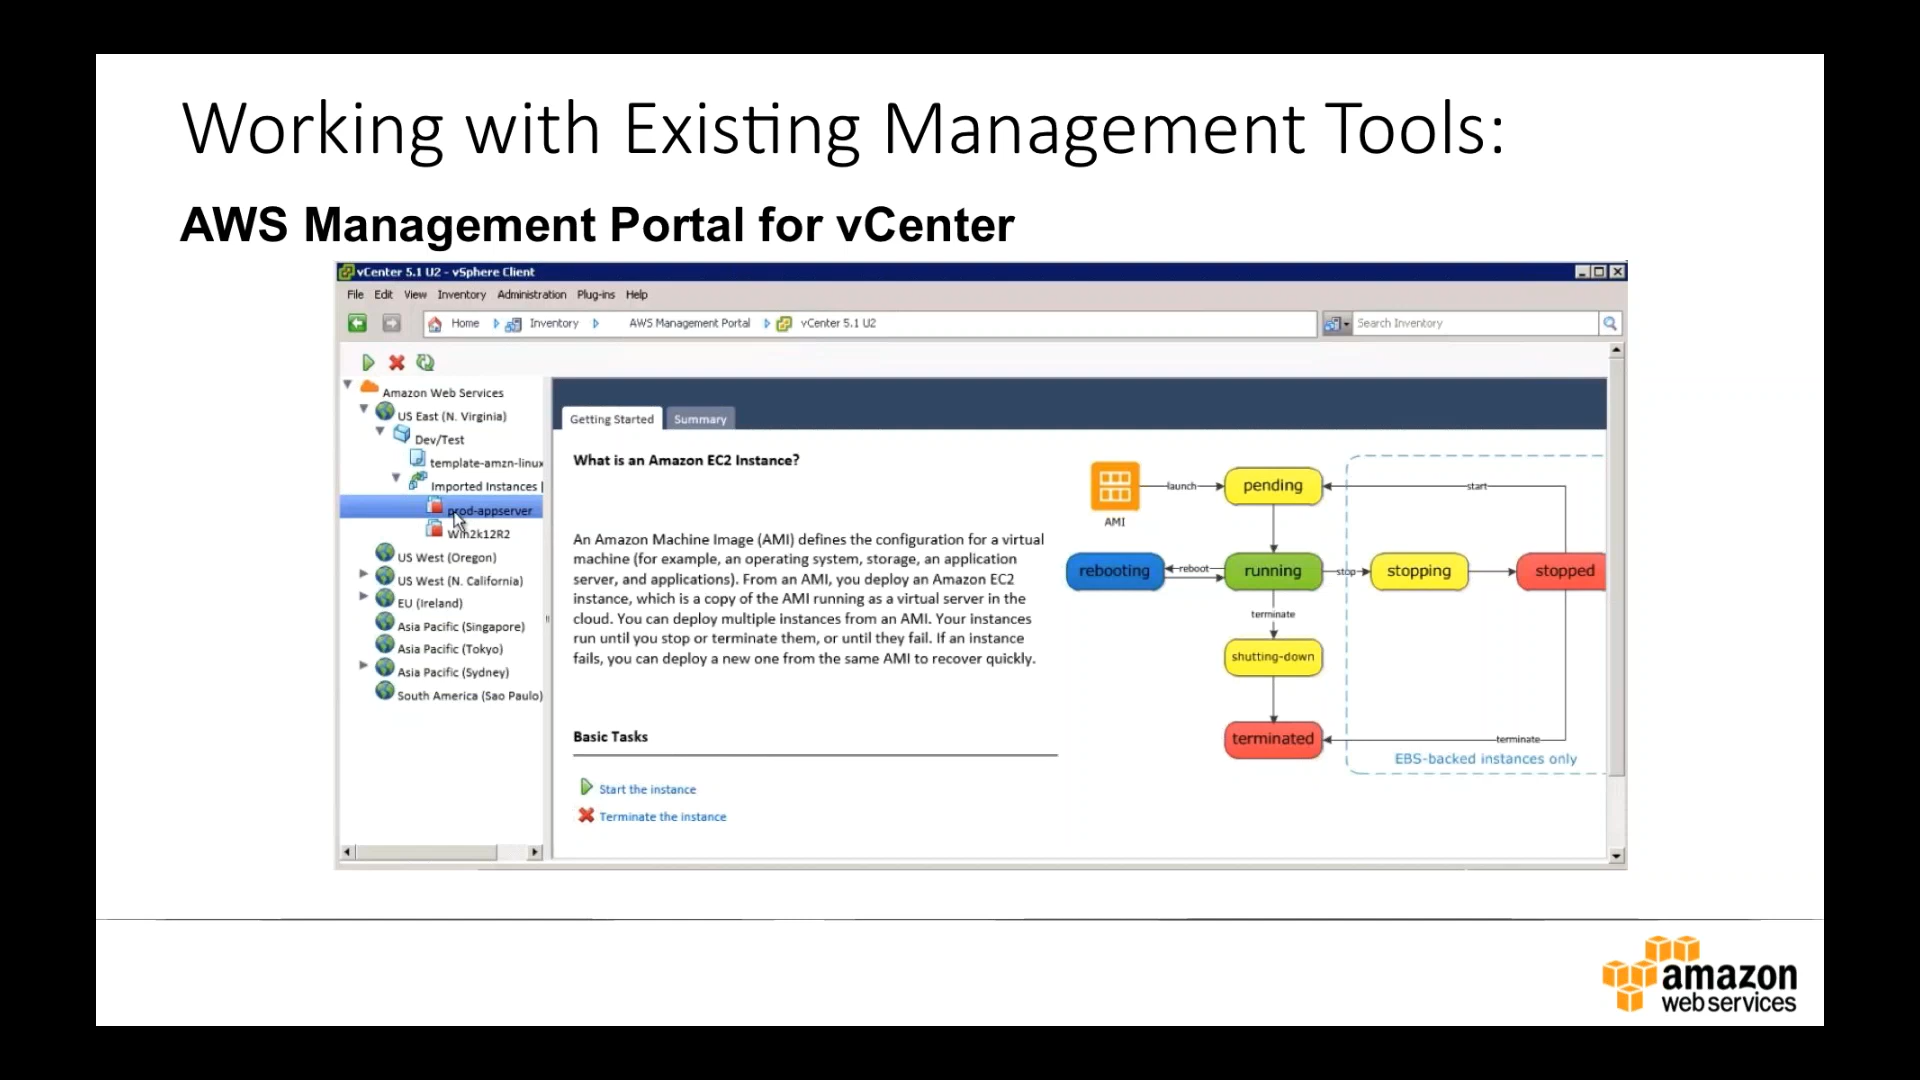 Working with Existing Management Tools:
AWS Management Portal for vCenter
vCenter 5.1 U2 - vSphere Client
File Edit View Inventory Administration Plug-ins Help
Home Inventory AWS Management Portal vCenter 5.1 U2 Search Inventory
Amazon Web Services
US East (N. Virginia)
Dev/Test
template-amzn-linux
Imported Instances
prod-appserver
Win2k12R2
US West (Oregon)
US West (N. California)
EU (Ireland)
Asia Pacific (Singapore)
Asia Pacific (Tokyo)
Asia Pacific (Sydney)
South America (Sao Paulo)
Getting Started Summary
What is an Amazon EC2 Instance?
An Amazon Machine Image (AMI) defines the configuration for a virtual
machine (for example, an operating system, storage, an application
server, and applications). From an AMI, you deploy an Amazon EC2
instance, which is a copy of the AMI running as a virtual server in the
cloud. You can deploy multiple instances from an AMI. Your instances
run until you stop or terminate them, or until they fail. If an instance
fails, you can deploy a new one from the same AMI to recover quickly.
Basic Tasks
Start the instance
Terminate the instance
AMI
launch
pending
start
rebooting
reboot
running
stop
stopping
stopped
terminate
shutting-down
terminated
terminate
EBS-backed instances only
amazon
web services